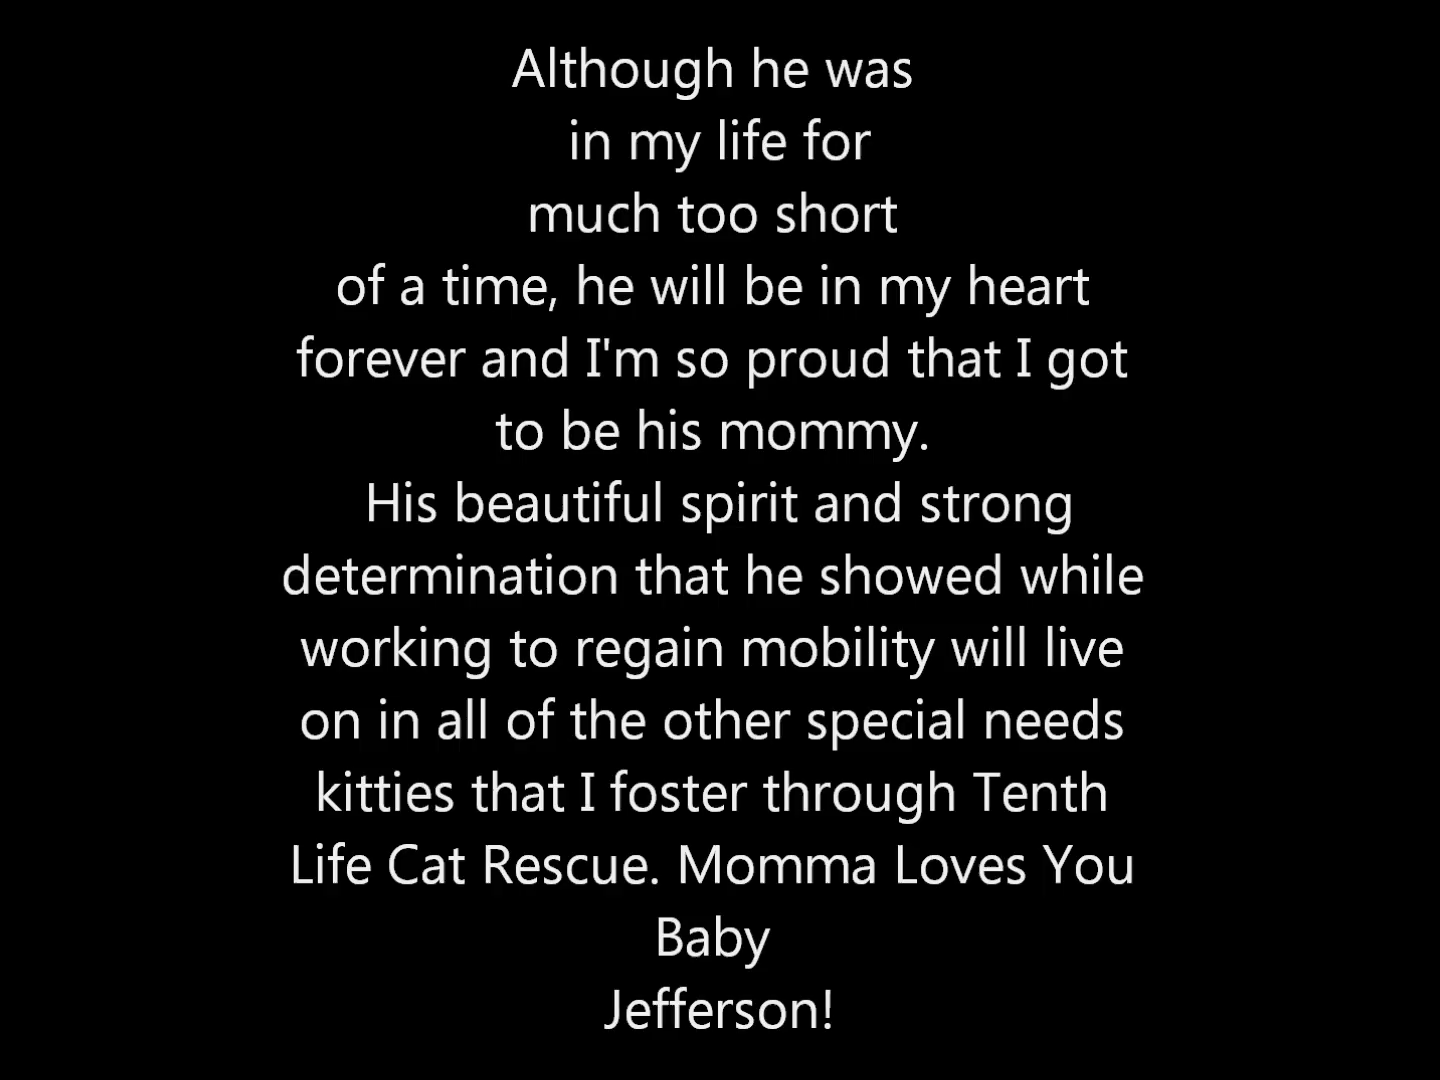 Although he was
in my life for
much too short
of a time, he will be in my heart
forever and I'm so proud that I got
to be his mommy.
His beautiful spirit and strong
determination that he showed while
working to regain mobility will live
on in all of the other special needs
kitties that I foster through Tenth
Life Cat Rescue. Momma Loves You
Baby
Jefferson!